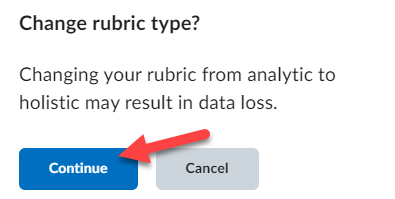 Change rubric type?
Changing your rubric from analytic to
holistic may result in data loss.
Continue
Cancel